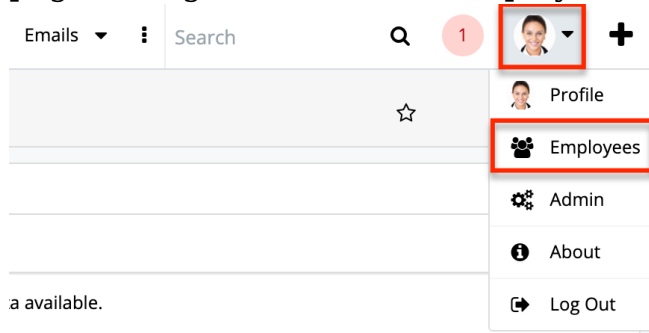 Emails
Search
1
Profile
Employees
Admin
About
a available.
Log Out